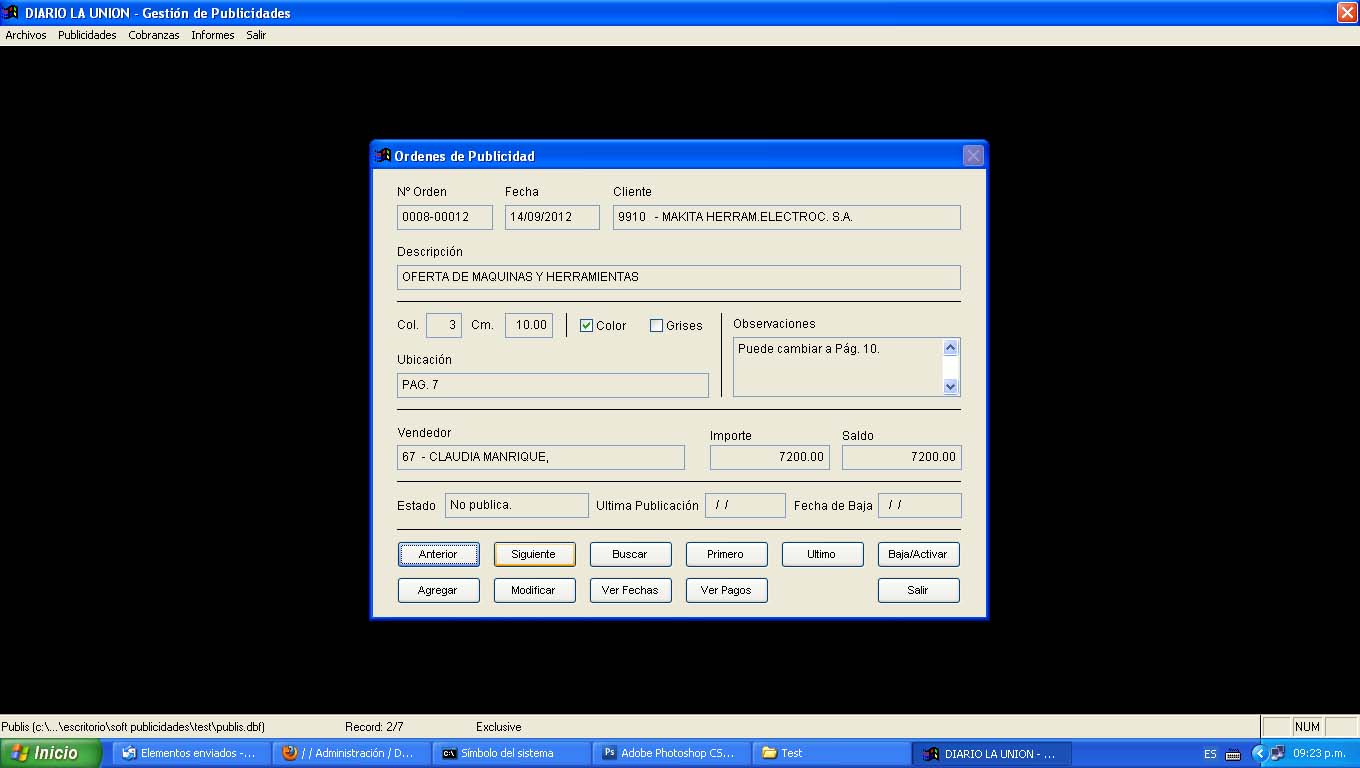 DIARIO LA UNION - Gestión de Publicidades
Archivos Publicidades Cobranzas Informes Salir
Ordenes de Publicidad
Nº Orden Fecha Cliente
0008-00012 14/09/2012 9910 - MAKITA HERRAM.ELECTROC. S.A.
Descripción
OFERTA DE MAQUINAS Y HERRAMIENTAS
Col. 3 Cm. 10.00 Color Grises Observaciones
Puede cambiar a Pág. 10.
Ubicación
PAG. 7
Vendedor Importe Saldo
67 - CLAUDIA MANRIQUE, 7200.00 7200.00
Estado No publica. Ultima Publicación / / Fecha de Baja / /
Anterior Siguiente Buscar Primero Ultimo Baja/Activar
Agregar Modificar Ver Fechas Ver Pagos Salir
Publis (c:\...\escritorio\soft publicidades\test\publis.dbf) Record: 2/7 Exclusive NUM
Inicio Elementos enviados -... / / Administración / D... C:\ Símbolo del sistema Ps Adobe Photoshop CS... Test DIARIO LA UNION - ... ES 09:23 p.m.